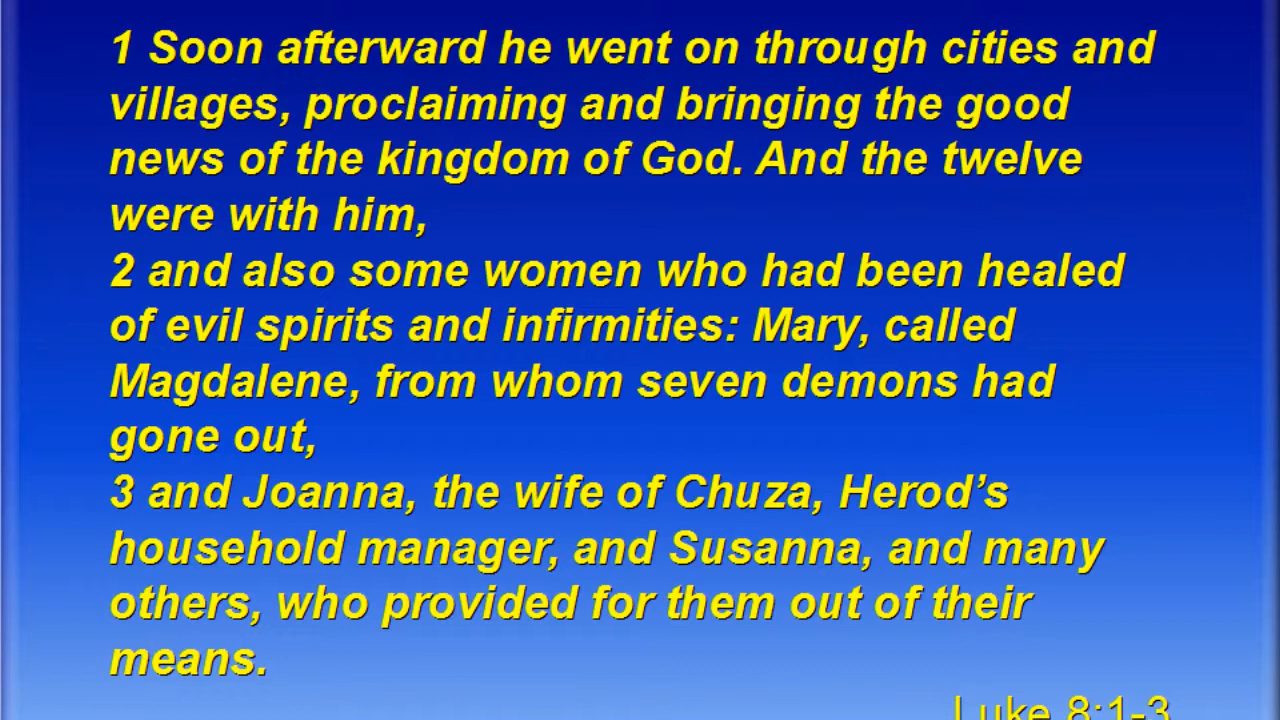 1 Soon afterward he went on through cities and
villages, proclaiming and bringing the good
news of the kingdom of God. And the twelve
were with him,
2 and also some women who had been healed
of evil spirits and infirmities: Mary, called
Magdalene, from whom seven demons had
gone out,
3 and Joanna, the wife of Chuza, Herod’s
household manager, and Susanna, and many
others, who provided for them out of their
means.
Luke 8:1-3